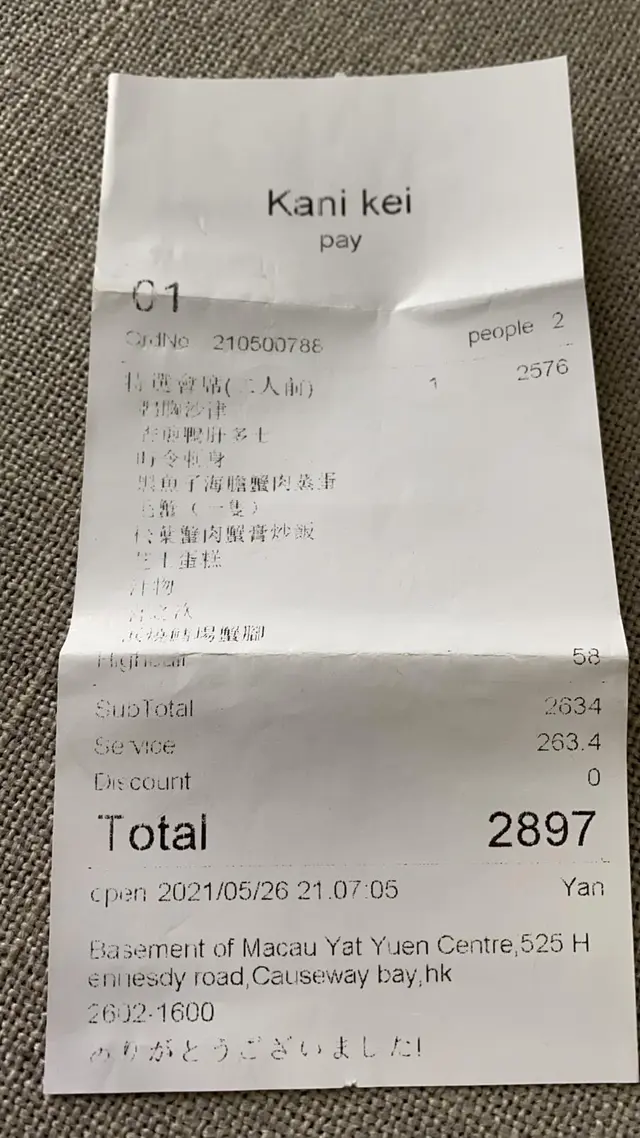 Kani kei
pay
01
OrdNo 210500788 people 2
特選會席(二人前) 1 2576
鴨胸沙律
香煎鴨肝多士
時令刺身
魚子海膽蟹肉蒸蛋
毛蟹(一隻)
松葉蟹肉蟹膏炒飯
芝士蛋糕
汁物
場蟹腳
Highball 58
SubTotal 2634
Service 263.4
Discount 0
Total 2897
open 2021/05/26 21:07:05 Yan
Basement of Macau Yat Yuen Centre,525 H
ennesdy road,Causeway bay,hk
2602-1600
ありがとうございました!